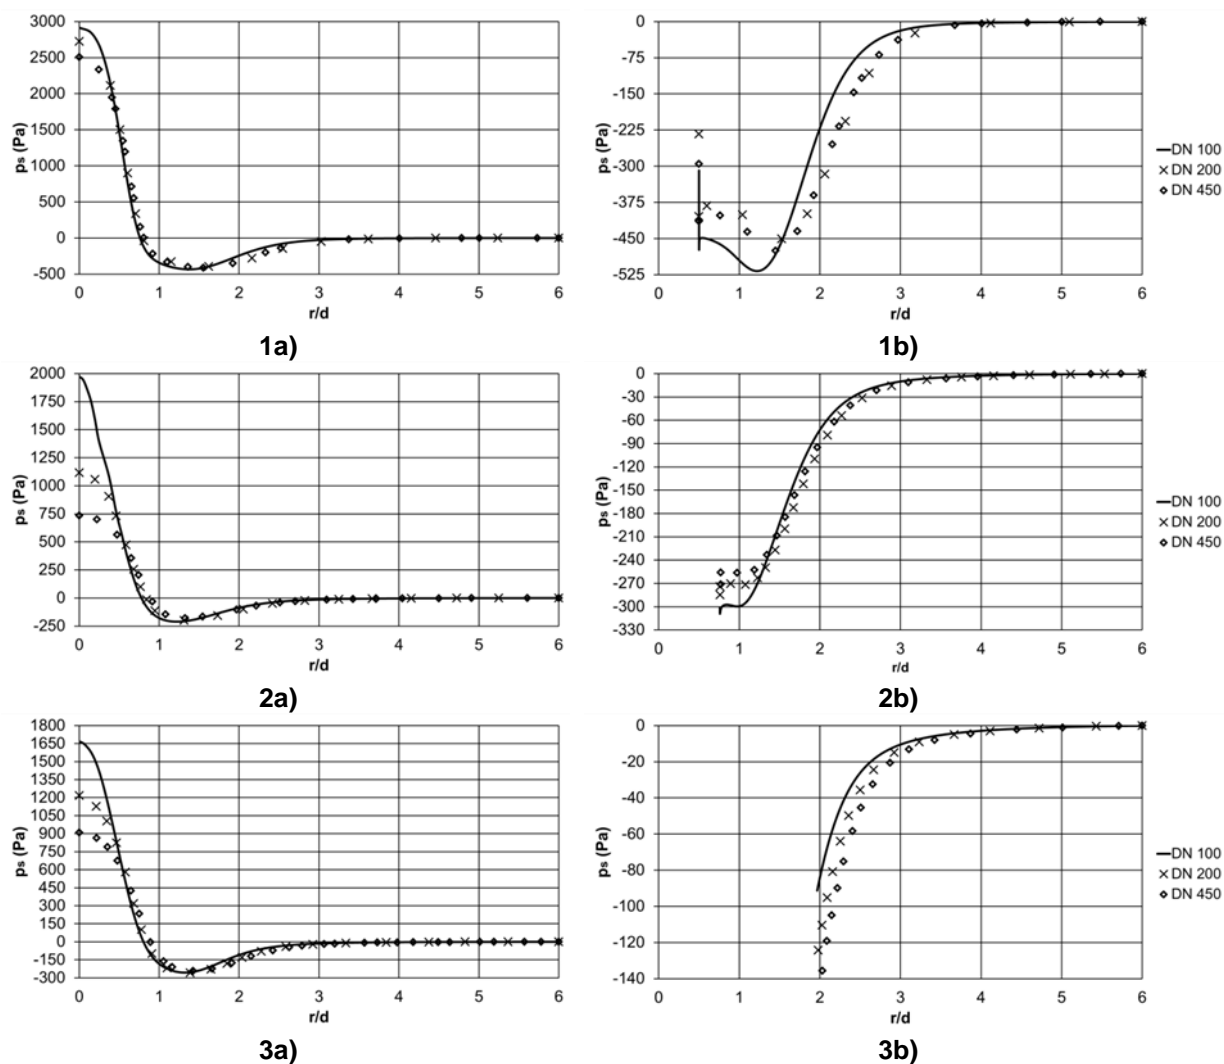 3000
2500
2000
1500
1000
500
0
-500
ps (Pa)
0 1 2 3 4 5 6
r/d
1a)
0
-75
-150
-225
-300
-375
-450
-525
ps (Pa)
0 1 2 3 4 5 6
r/d
DN 100
DN 200
DN 450
1b)
2000
1750
1500
1250
1000
750
500
250
0
-250
ps (Pa)
0 1 2 3 4 5 6
r/d
2a)
0
-30
-60
-90
-120
-150
-180
-210
-240
-270
-300
-330
ps (Pa)
0 1 2 3 4 5 6
r/d
DN 100
DN 200
DN 450
2b)
1800
1650
1500
1350
1200
1050
900
750
600
450
300
150
0
-150
-300
ps (Pa)
0 1 2 3 4 5 6
r/d
3a)
0
-20
-40
-60
-80
-100
-120
-140
ps (Pa)
0 1 2 3 4 5 6
r/d
DN 100
DN 200
DN 450
3b)